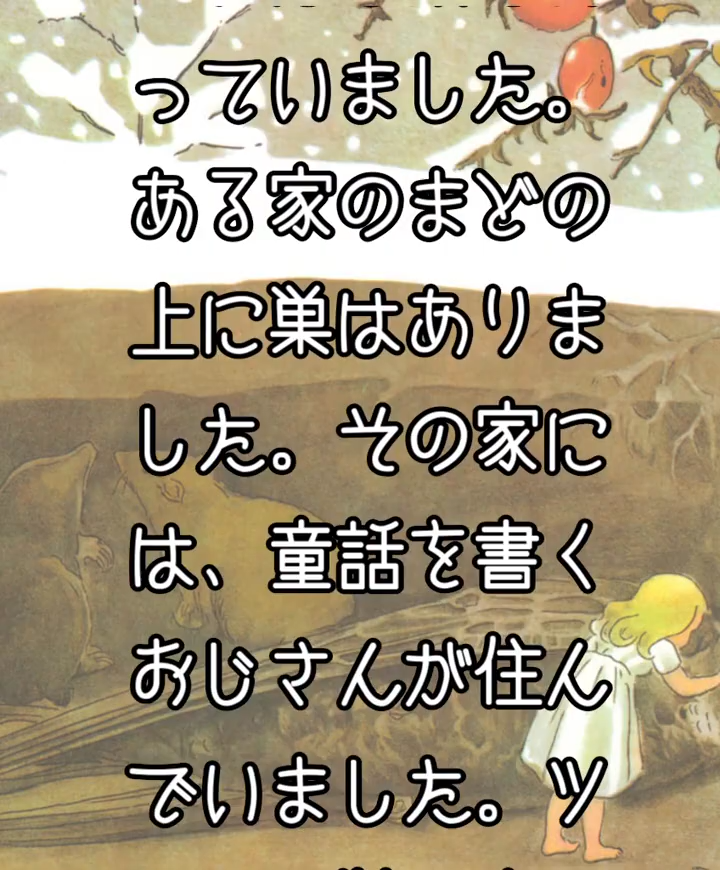 っていました。
ある家のまどの
上に巣はありま
した。その家に
は、童話を書く
おじさんが住ん
でいました。ツ